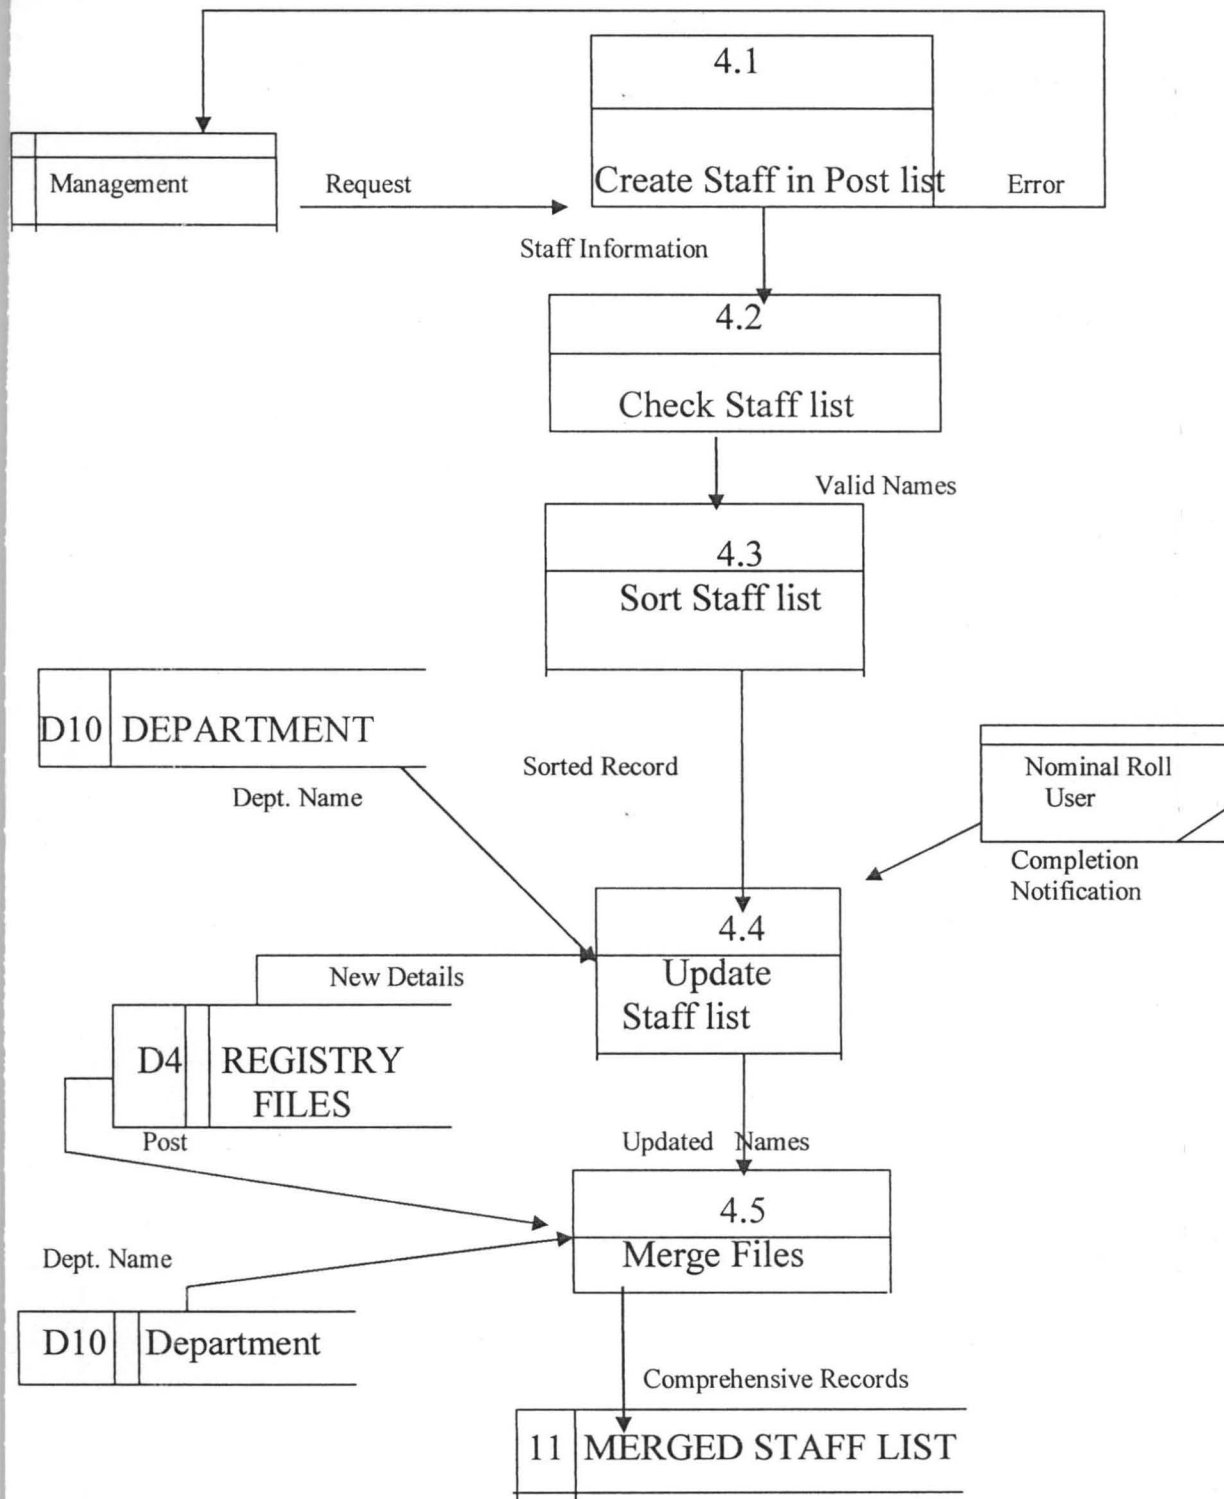 4.1
Management
Request
Create Staff in Post list
Error
Staff Information
4.2
Check Staff list
Valid Names
4.3
Sort Staff list
D10 DEPARTMENT
Sorted Record
Dept. Name
Nominal Roll
User
Completion
Notification
4.4
Update
Staff list
New Details
D4 REGISTRY
FILES
Post
Updated Names
4.5
Merge Files
Dept. Name
D10 Department
Comprehensive Records
11 MERGED STAFF LIST